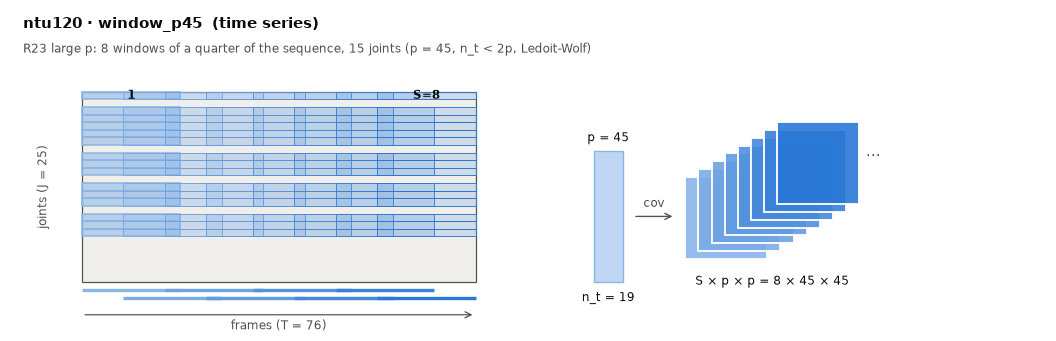 ntu120 · window_p45  (time series)
R23 large p: 8 windows of a quarter of the sequence, 15 joints (p = 45, n_t < 2p, Ledoit-Wolf)
1
S=8
joints (J = 25)
frames (T = 76)
p = 45
n_t = 19
cov
...
S × p × p = 8 × 45 × 45